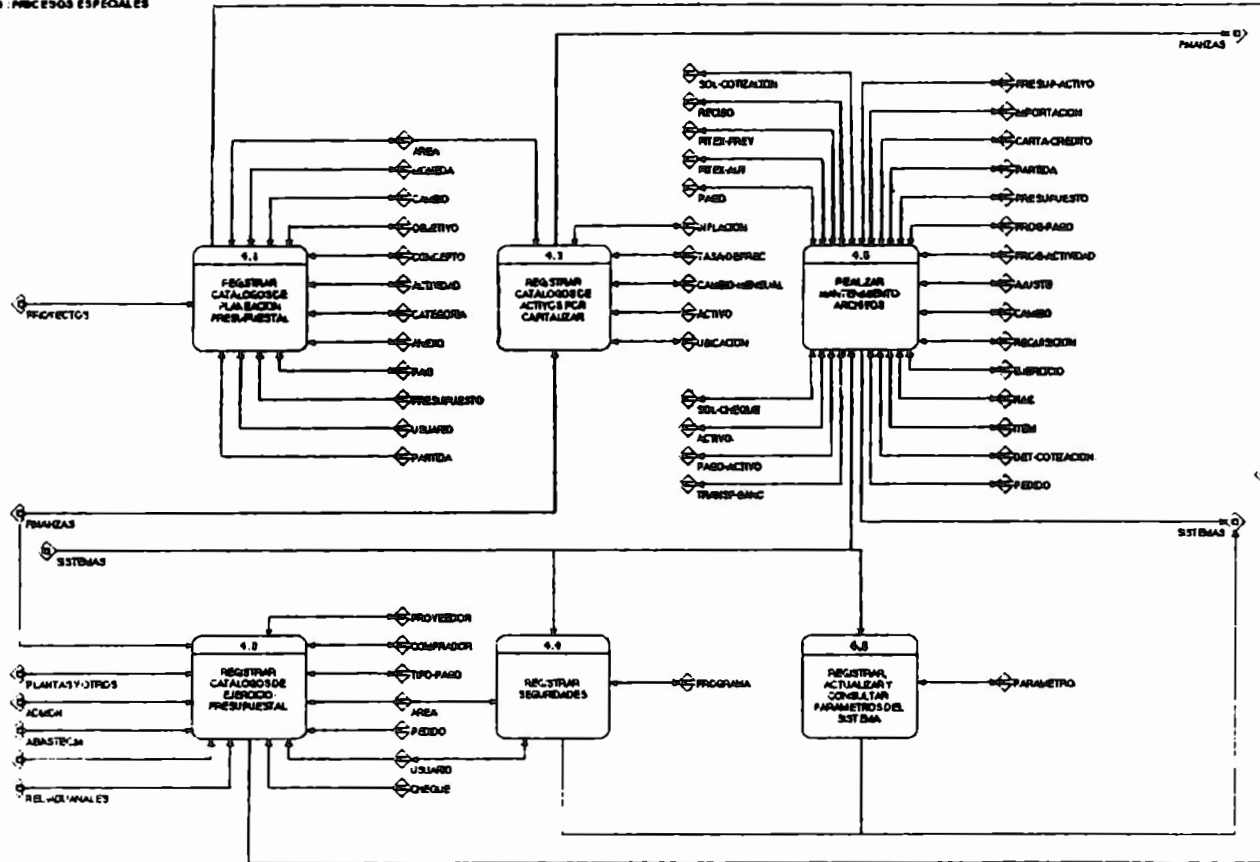 : PROCESOS ESPECIALES
FINANZAS
SOL-COTIZACION
RECIBO
PITEX-PREV
PITEX-AUT
PAGO
PRESUP-ACTIVO
IMPORTACION
CARTA-CREDITO
PARTIDA
PRESUPUESTO
PROG-PAGO
PROG-ACTIVIDAD
AJUSTE
CAMBIO
REQUISICION
EJERCICIO
ITEM
DET-COTIZACION
PEDIDO
AREA
MONEDA
CAMBIO
OBJETIVO
CONCEPTO
ACTIVIDAD
CATEGORIA
ANEXO
PRESUPUESTO
USUARIO
PARTIDA
INFLACION
TASA-DEPREC
CAMBIO-MENSUAL
ACTIVO
UBICACION
4.1
REGISTRAR
CATALOGOS DE
PLANEACION
PRESUPUESTAL
4.3
REGISTRAR
CATALOGOS DE
ACTIVOS POR
CAPITALIZAR
4.5
REALIZAR
MANTENIMIENTO
ARCHIVOS
PROYECTOS
SOL-CHEQUE
ACTIVO
PAGO-ACTIVO
TRANSF-BANC
FINANZAS
SISTEMAS
SISTEMAS
PROVEEDOR
COMPRADOR
TIPO-PAGO
AREA
PEDIDO
USUARIO
CHEQUE
4.2
REGISTRAR
CATALOGOS DE
EJERCICIO
PRESUPUESTAL
4.4
REGISTRAR
SEGURIDADES
PROGRAMA
REGISTRAR,
ACTUALIZAR Y
CONSULTAR
PARAMETROS DEL
SISTEMA
PARAMETRO
PLANTAS Y OTROS
ADMON
ABASTECIM
REL-ADUANALES